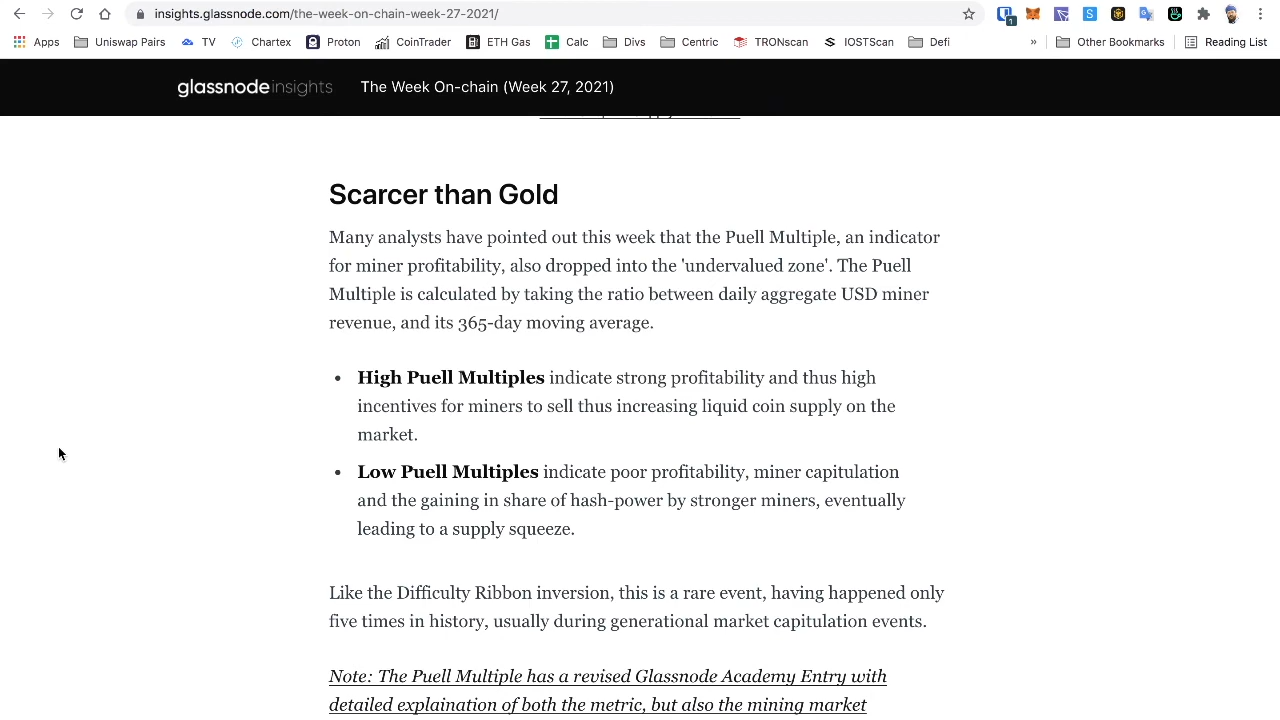 insights.glassnode.com/the-week-on-chain-week-27-2021/
1
S
Apps Uniswap Pairs TV Chartex Proton CoinTrader ETH Gas Calc Divs Centric TRONscan IOSTScan Defi » Other Bookmarks Reading List
glassnodeinsights The Week On-chain (Week 27, 2021)
Scarcer than Gold
Many analysts have pointed out this week that the Puell Multiple, an indicator
for miner profitability, also dropped into the 'undervalued zone'. The Puell
Multiple is calculated by taking the ratio between daily aggregate USD miner
revenue, and its 365-day moving average.
• High Puell Multiples indicate strong profitability and thus high
incentives for miners to sell thus increasing liquid coin supply on the
market.
• Low Puell Multiples indicate poor profitability, miner capitulation
and the gaining in share of hash-power by stronger miners, eventually
leading to a supply squeeze.
Like the Difficulty Ribbon inversion, this is a rare event, having happened only
five times in history, usually during generational market capitulation events.
Note: The Puell Multiple has a revised Glassnode Academy Entry with
detailed explaination of both the metric, but also the mining market